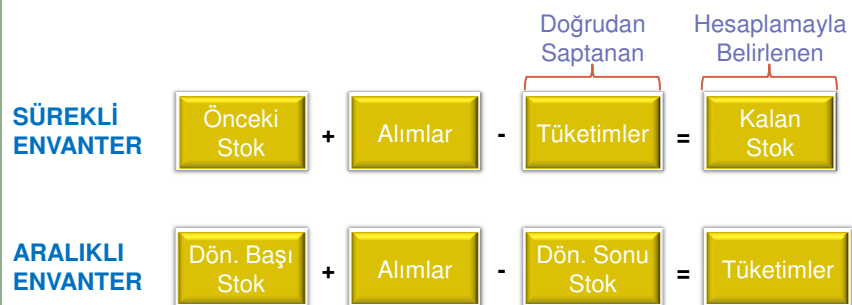 Doğrudan
Saptanan
Hesaplamayla
Belirlenen
SÜREKLİ
ENVANTER
Önceki
Stok
+
Alımlar
-
Tüketimler
=
Kalan
Stok
ARALIKLI
ENVANTER
Dön. Başı
Stok
+
Alımlar
-
Dön. Sonu
Stok
=
Tüketimler